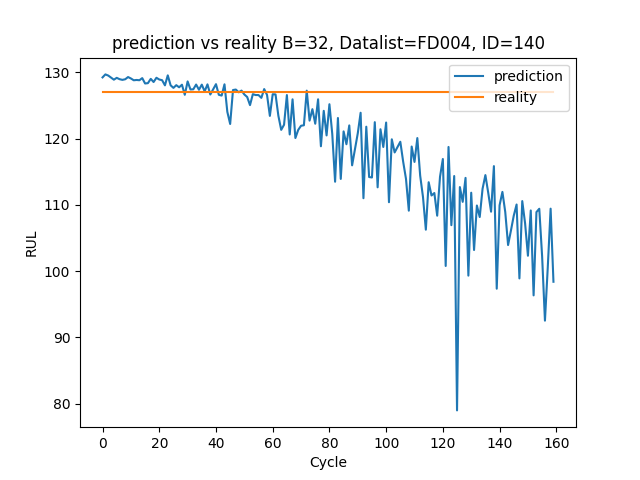 prediction vs reality B=32, Datalist=FD004, ID=140
prediction
reality
130
120
110
100
90
80
RUL
0 20 40 60 80 100 120 140 160
Cycle